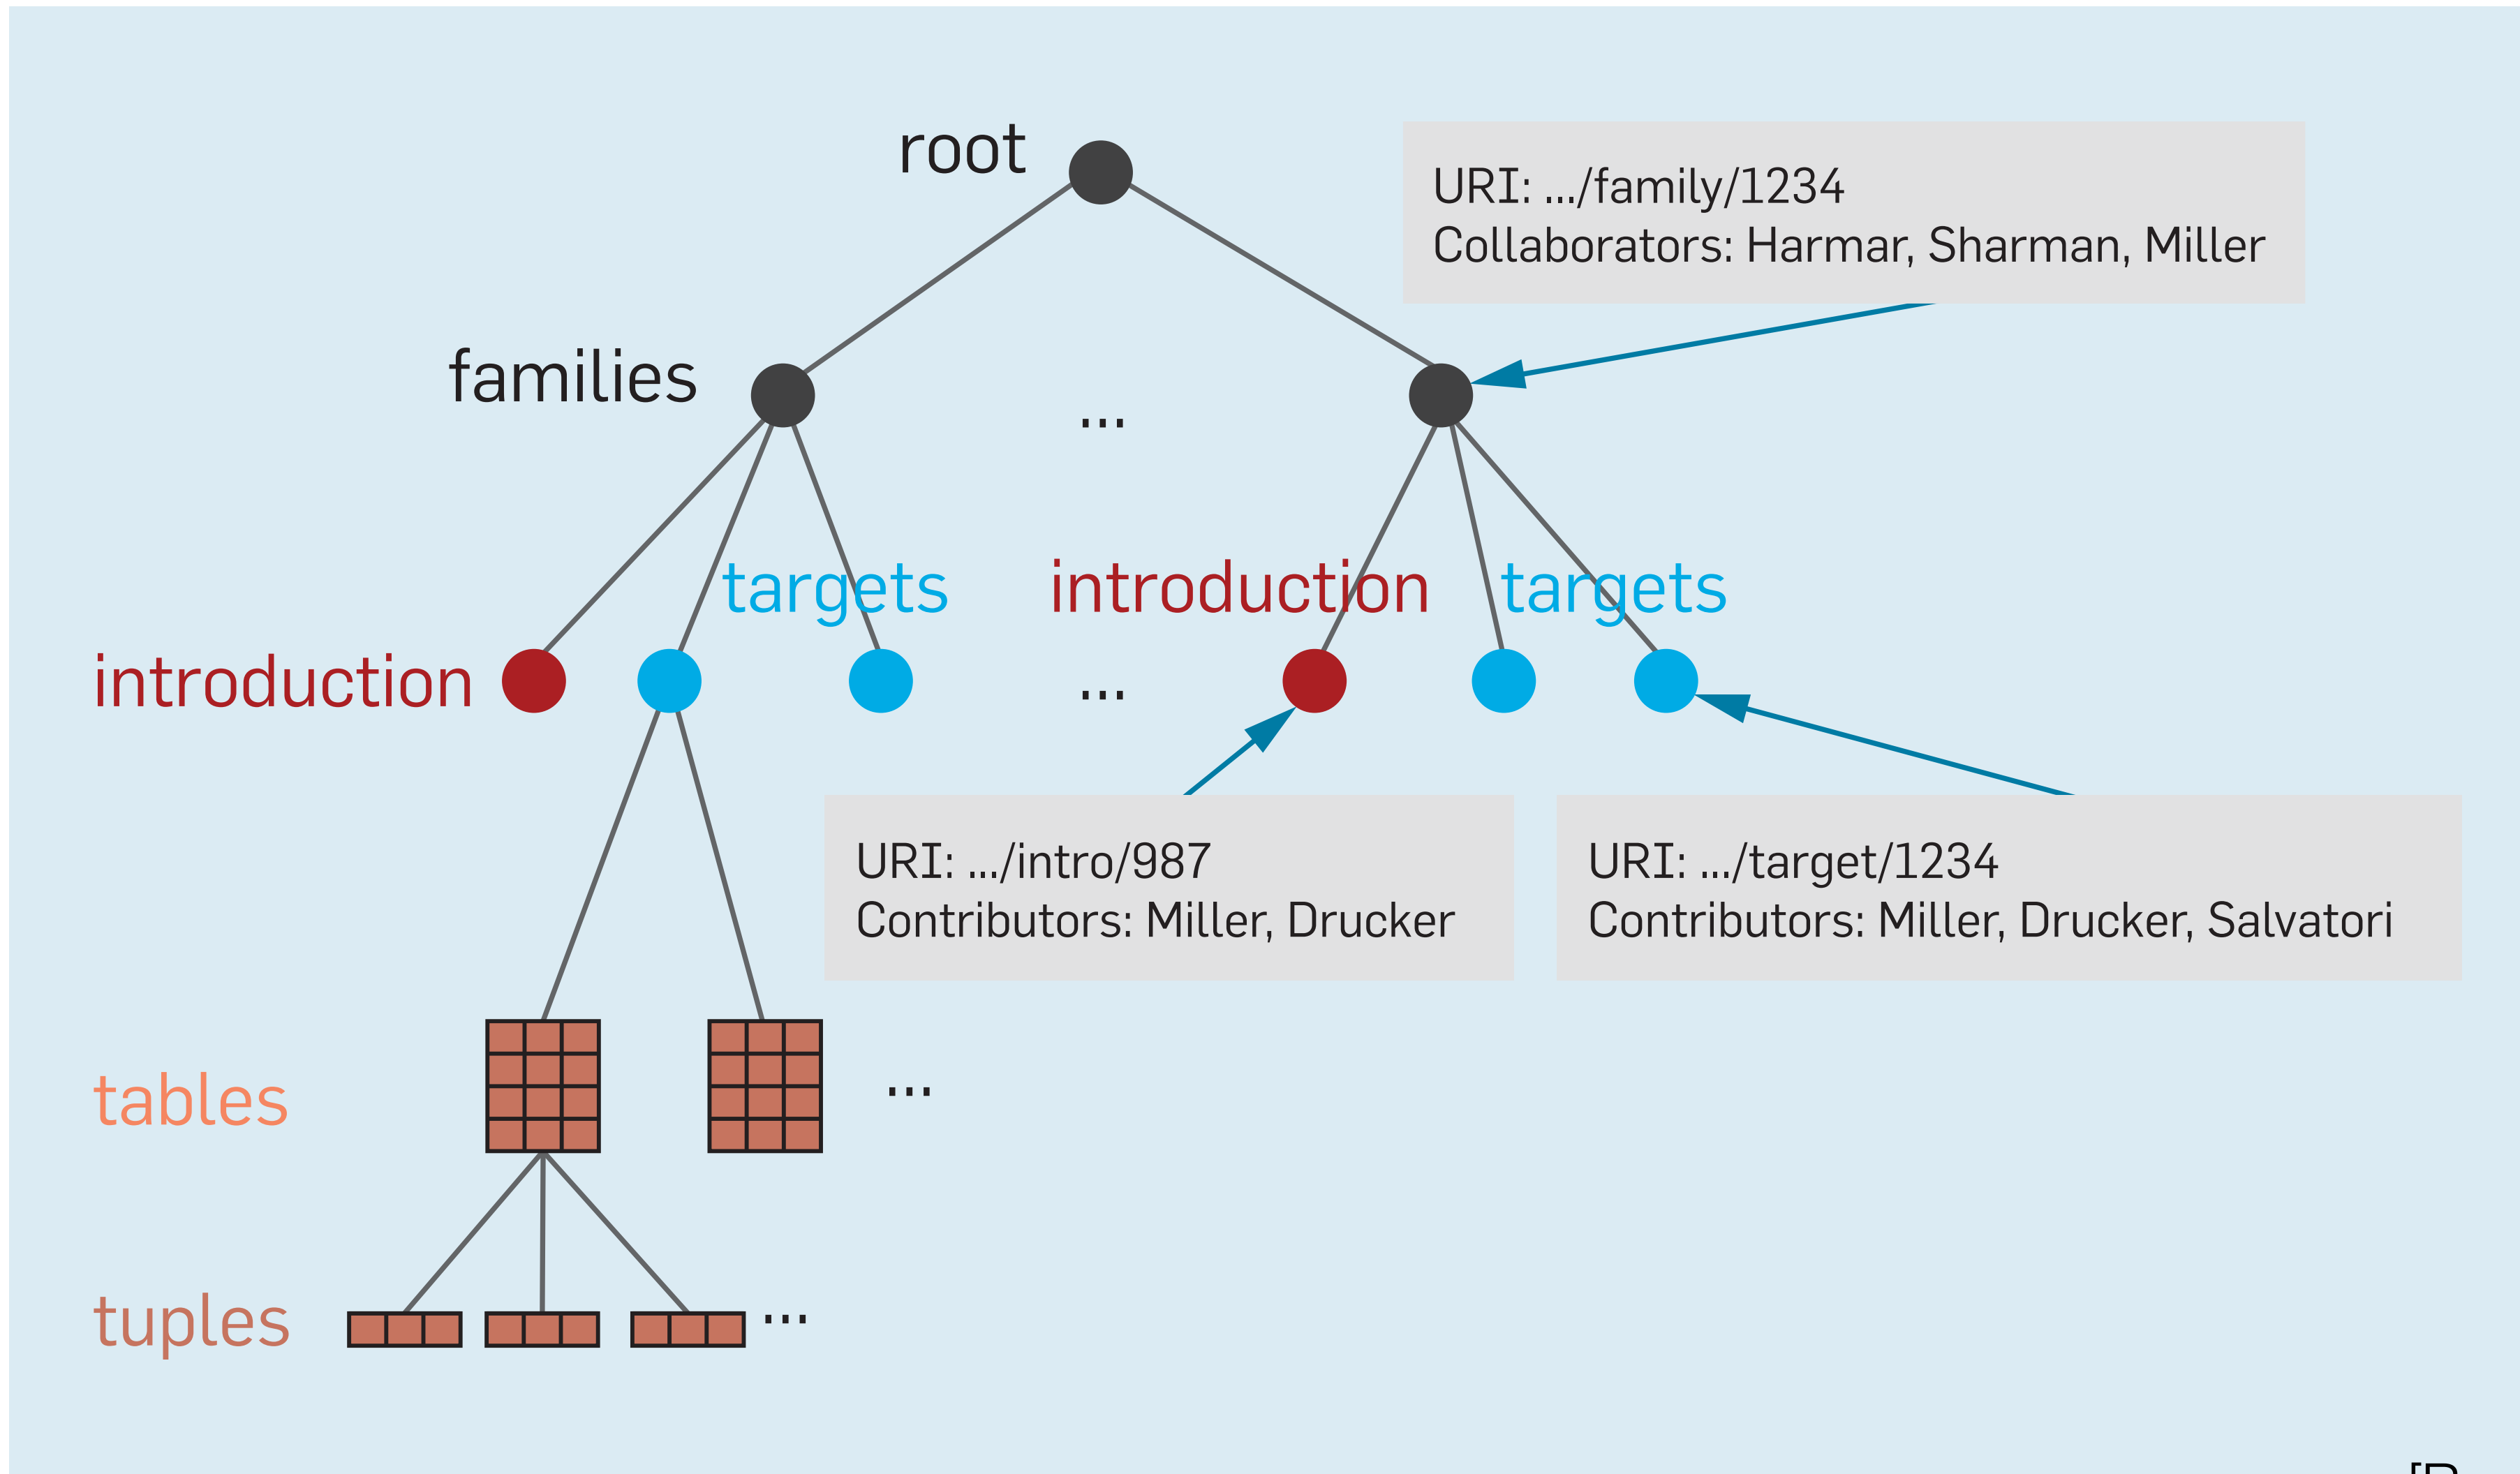 root
URI: .../family/1234
Collaborators: Harmar, Sharman, Miller
families
...
targets
introduction
targets
introduction
...
URI: .../intro/987
Contributors: Miller, Drucker
URI: .../target/1234
Contributors: Miller, Drucker, Salvatori
tables
...
tuples
...